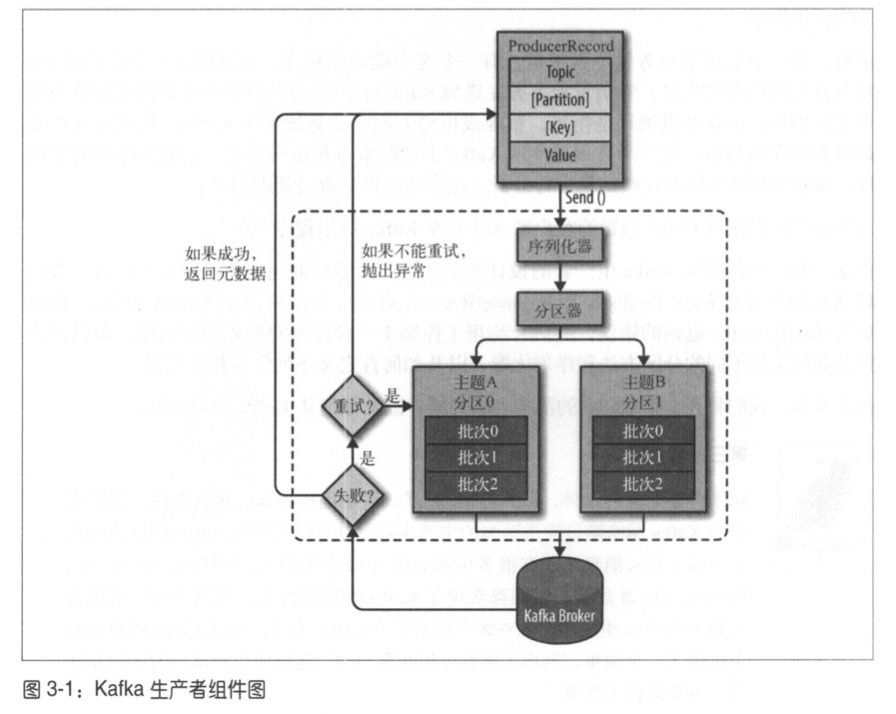 ProducerRecord
Topic
[Partition]
[Key]
Value
Send ()
如果成功，
返回元数据
如果不能重试，
抛出异常
序列化器
分区器
主题A
分区0
批次0
批次1
批次2
主题B
分区1
批次0
批次1
批次2
重试？
是
是
失败？
Kafka Broker
图 3-1：Kafka 生产者组件图